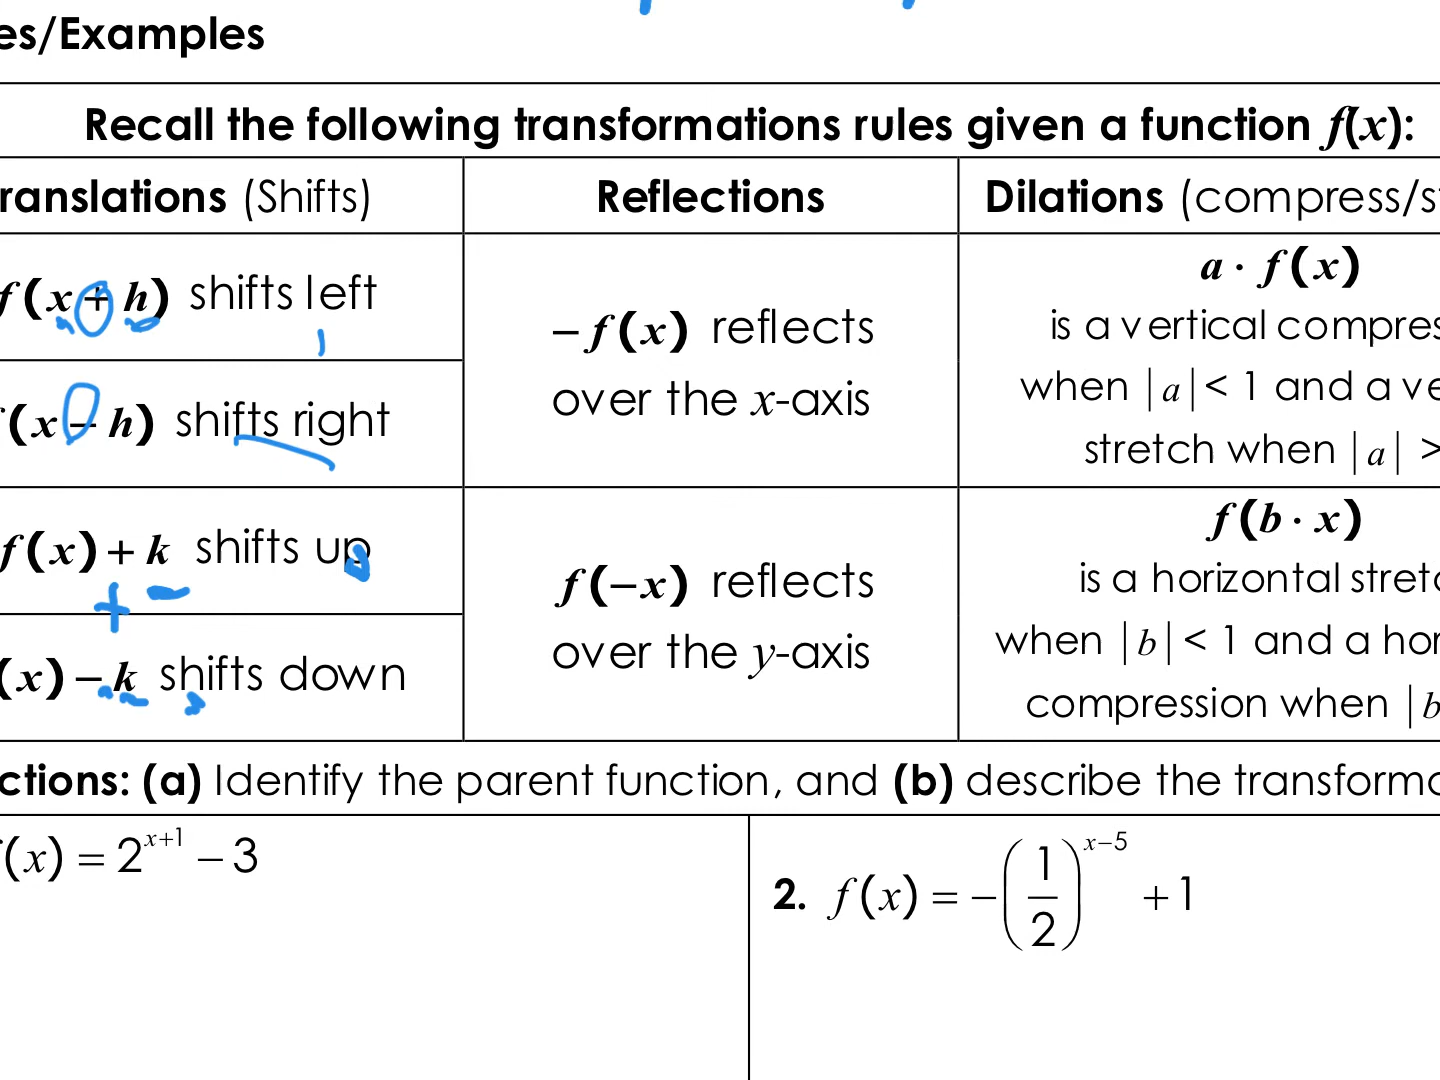 es/Examples
Recall the following transformations rules given a function f(x):
ranslations (Shifts)
Reflections
Dilations (compress/s
f(x + h) shifts left
(x – h) shifts right
f(x) + k shifts up
+ –
(x) – k shifts down
–f(x) reflects
over the x-axis
f(–x) reflects
over the y-axis
a · f(x)
is a vertical compres
when |a| < 1 and a ve
stretch when |a| >
f(b · x)
is a horizontal stret
when |b| < 1 and a hor
compression when |b
ctions: (a) Identify the parent function, and (b) describe the transforma
f(x) = 2^{x+1} – 3
2. f(x) = –(1/2)^{x–5} + 1